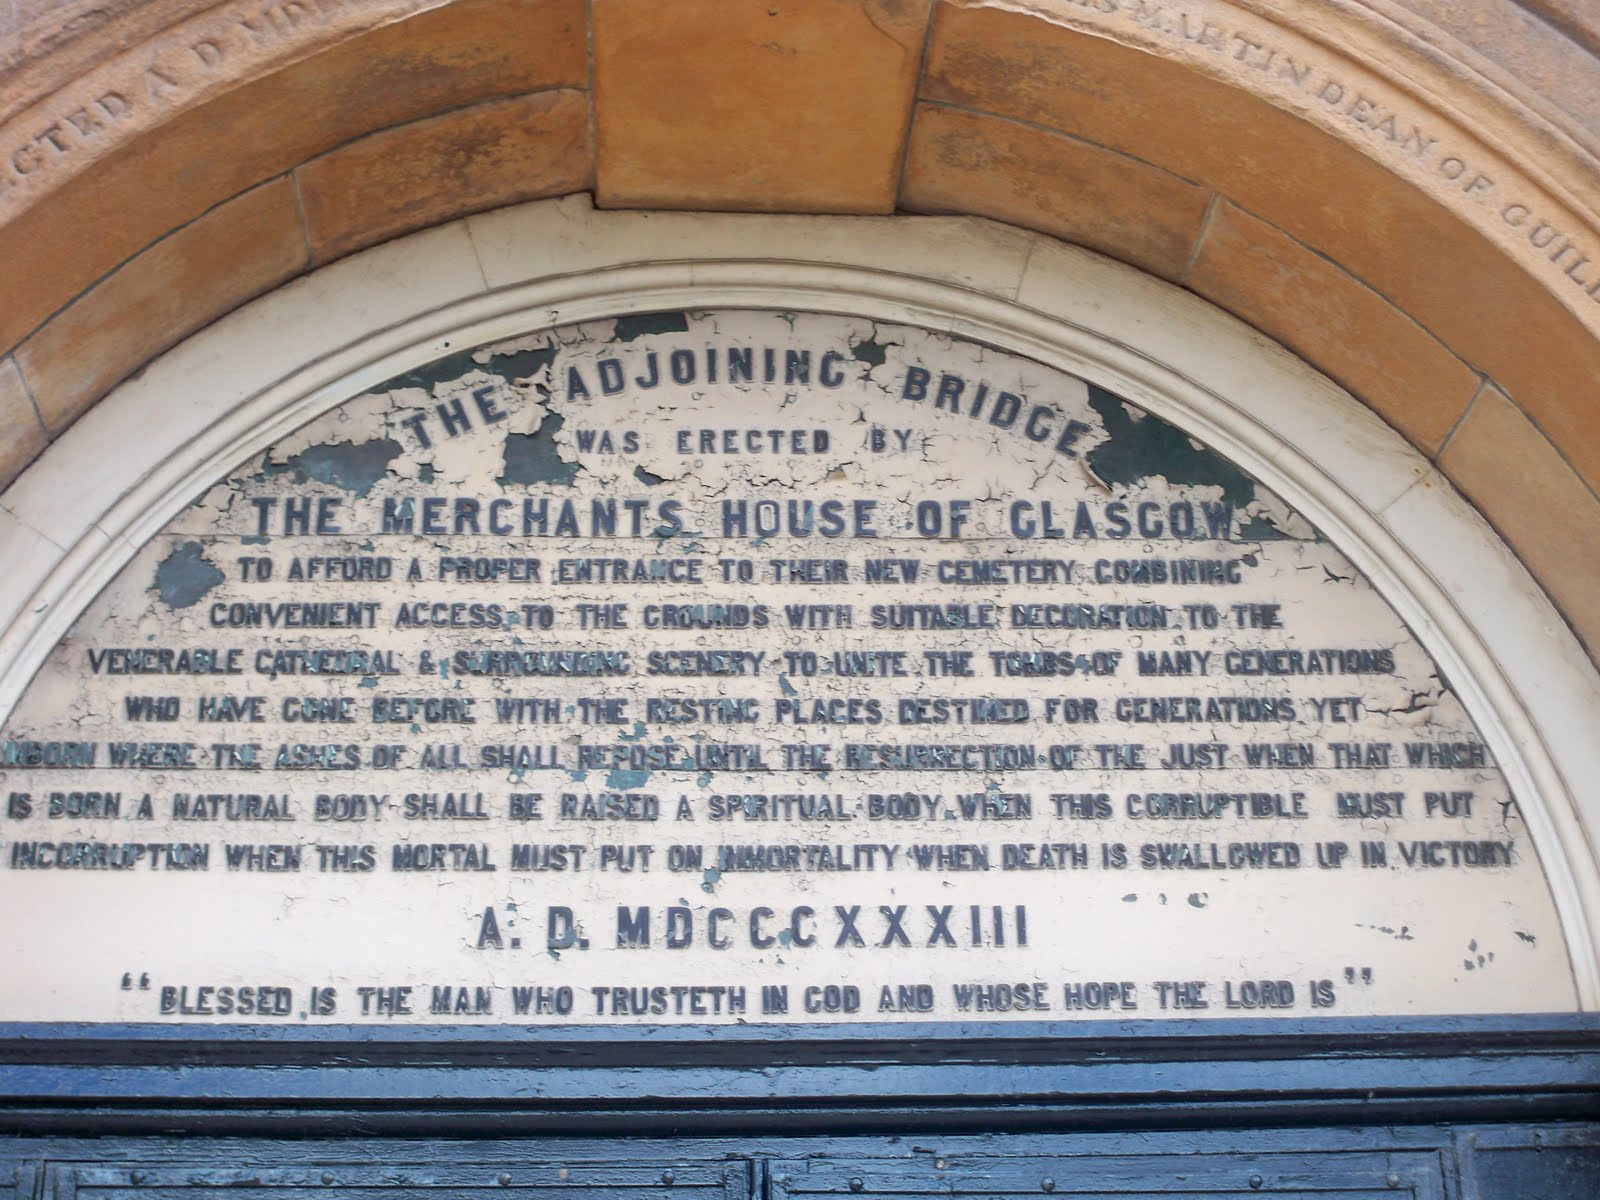 THE ADJOINING BRIDGE
WAS ERECTED BY
THE MERCHANTS HOUSE OF GLASGOW
TO AFFORD A PROPER ENTRANCE TO THEIR NEW CEMETERY COMBINING
CONVENIENT ACCESS TO THE GROUNDS WITH SUITABLE DECORATION TO THE
VENERABLE CATHEDRAL & SURROUNDING SCENERY TO UNITE THE TOMBS OF MANY GENERATIONS
WHO HAVE GONE BEFORE WITH THE RESTING PLACES DESTINED FOR GENERATIONS YET
UNBORN WHERE THE ASHES OF ALL SHALL REPOSE UNTIL THE RESURRECTION OF THE JUST WHEN THAT WHICH
IS BORN A NATURAL BODY SHALL BE RAISED A SPIRITUAL BODY WHEN THIS CORRUPTIBLE MUST PUT
INCORRUPTION WHEN THIS MORTAL MUST PUT ON IMMORTALITY WHEN DEATH IS SWALLOWED UP IN VICTORY
A. D. MDCCCXXXIII
"BLESSED IS THE MAN WHO TRUSTETH IN GOD AND WHOSE HOPE THE LORD IS"
A D
MARTIN DEAN OF GUILD